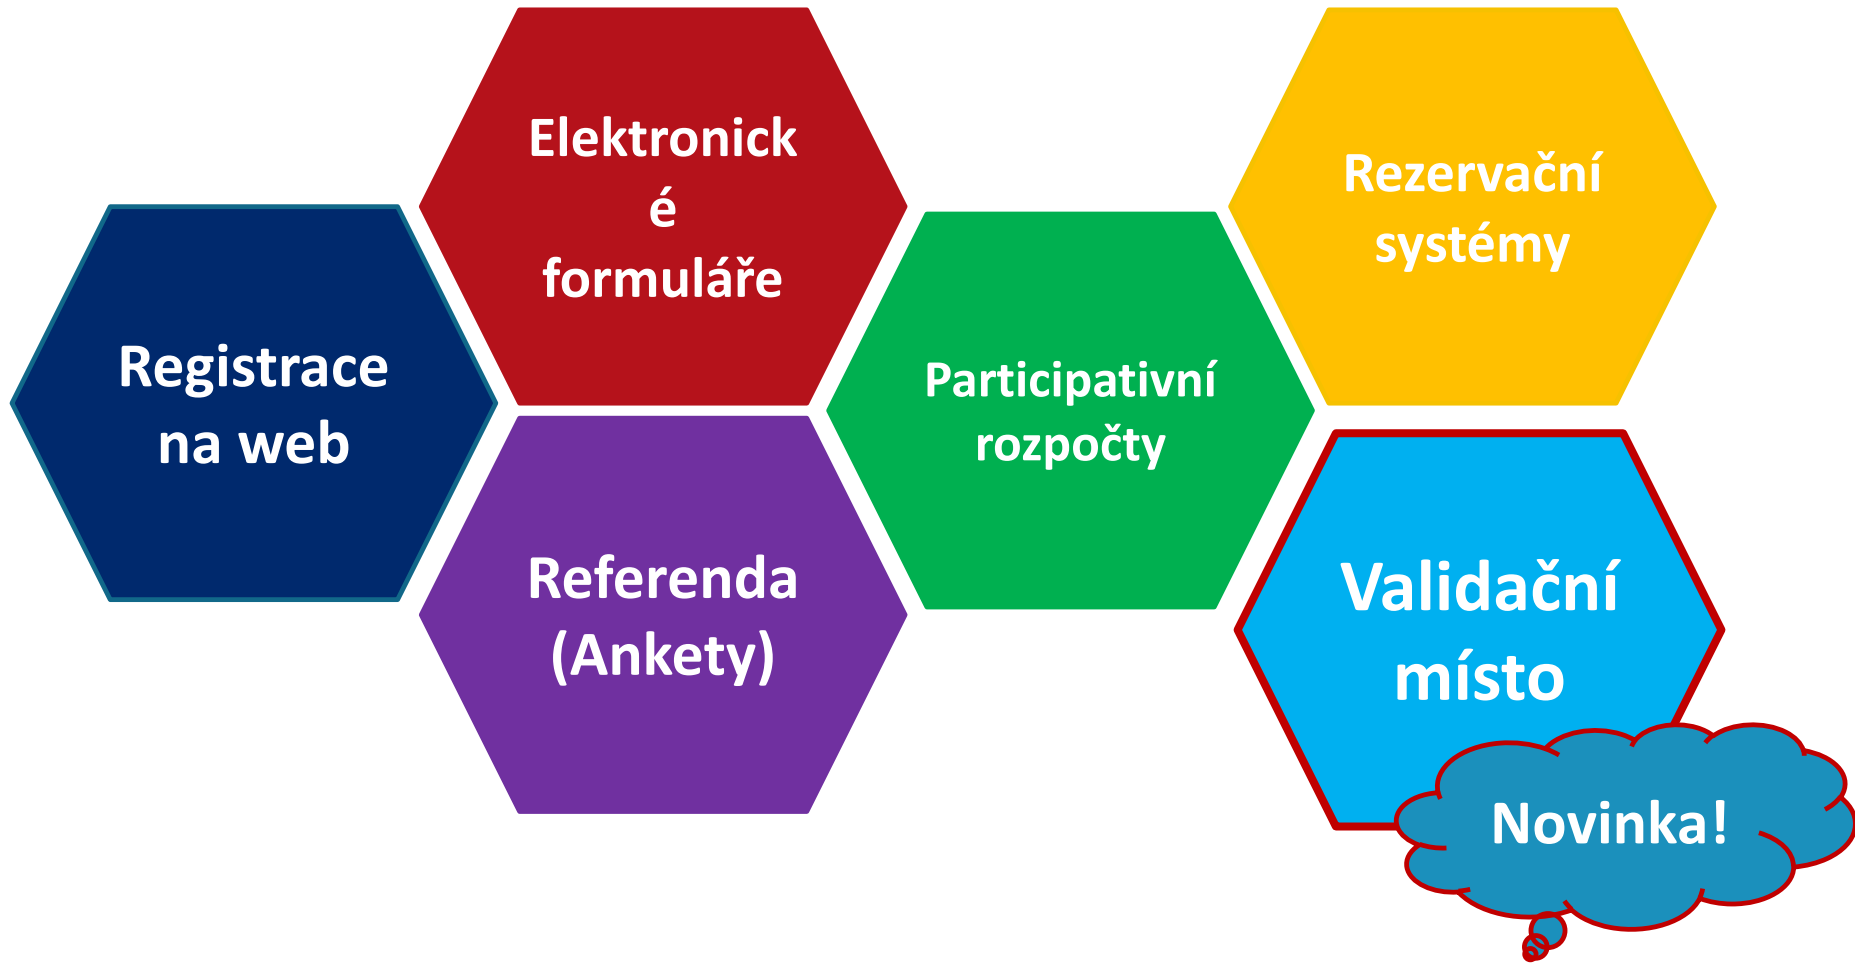 Registrace
na web
Elektronick
é
formuláře
Referenda
(Ankety)
Participativní
rozpočty
Rezervační
systémy
Validační
místo
Novinka!